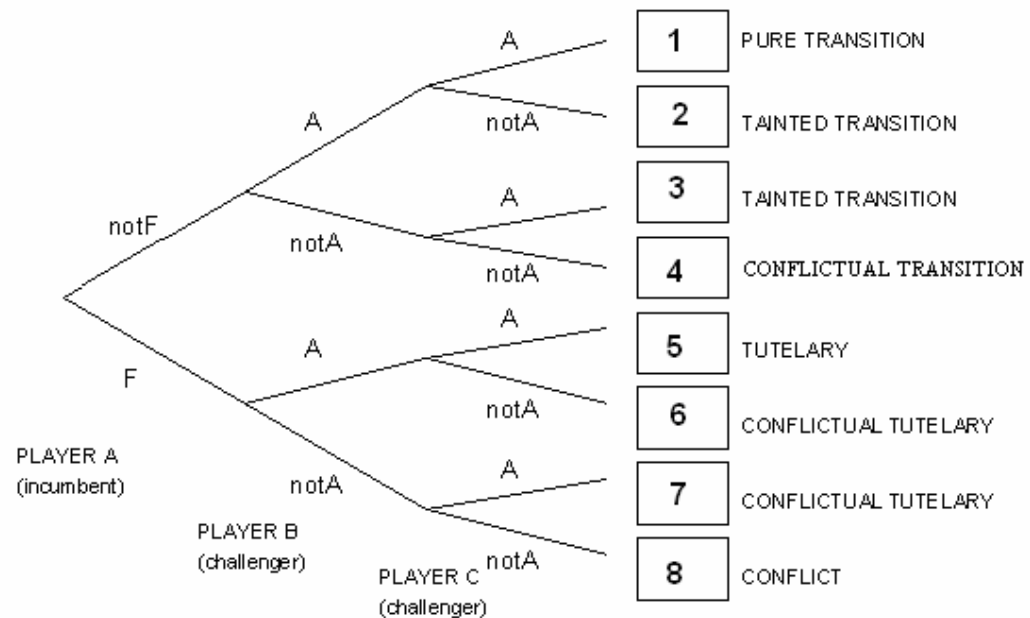 A
1
PURE TRANSITION
A
notA
2
TAINTED TRANSITION
notF
A
3
TAINTED TRANSITION
notA
notA
4
CONFLICTUAL TRANSITION
A
5
TUTELARY
F
A
notA
6
CONFLICTUAL TUTELARY
PLAYER A
(incumbent)
notA
A
7
CONFLICTUAL TUTELARY
PLAYER B
(challenger)
PLAYER C
(challenger)
notA
8
CONFLICT